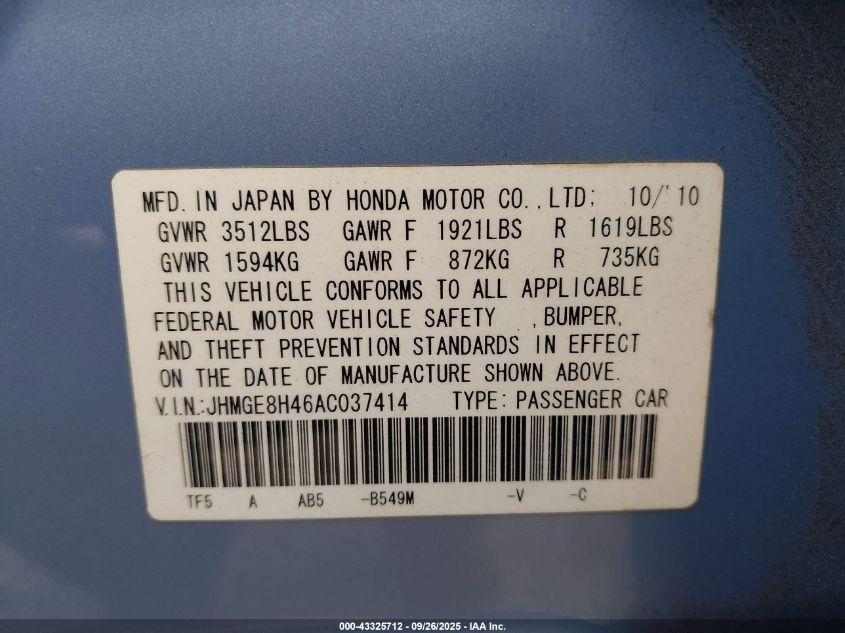 MFD. IN JAPAN BY HONDA MOTOR CO., LTD; 10/'10
GVWR 3512LBS GAWR F 1921LBS R 1619LBS
GVWR 1594KG GAWR F 872KG R 735KG
THIS VEHICLE CONFORMS TO ALL APPLICABLE
FEDERAL MOTOR VEHICLE SAFETY , BUMPER,
AND THEFT PREVENTION STANDARDS IN EFFECT
ON THE DATE OF MANUFACTURE SHOWN ABOVE.
V.I.N.:JHMGE8H46AC037414 TYPE: PASSENGER CAR
TF5 A AB5 -B549M -V -C
000-43325712 - 09/26/2025 - IAA Inc.